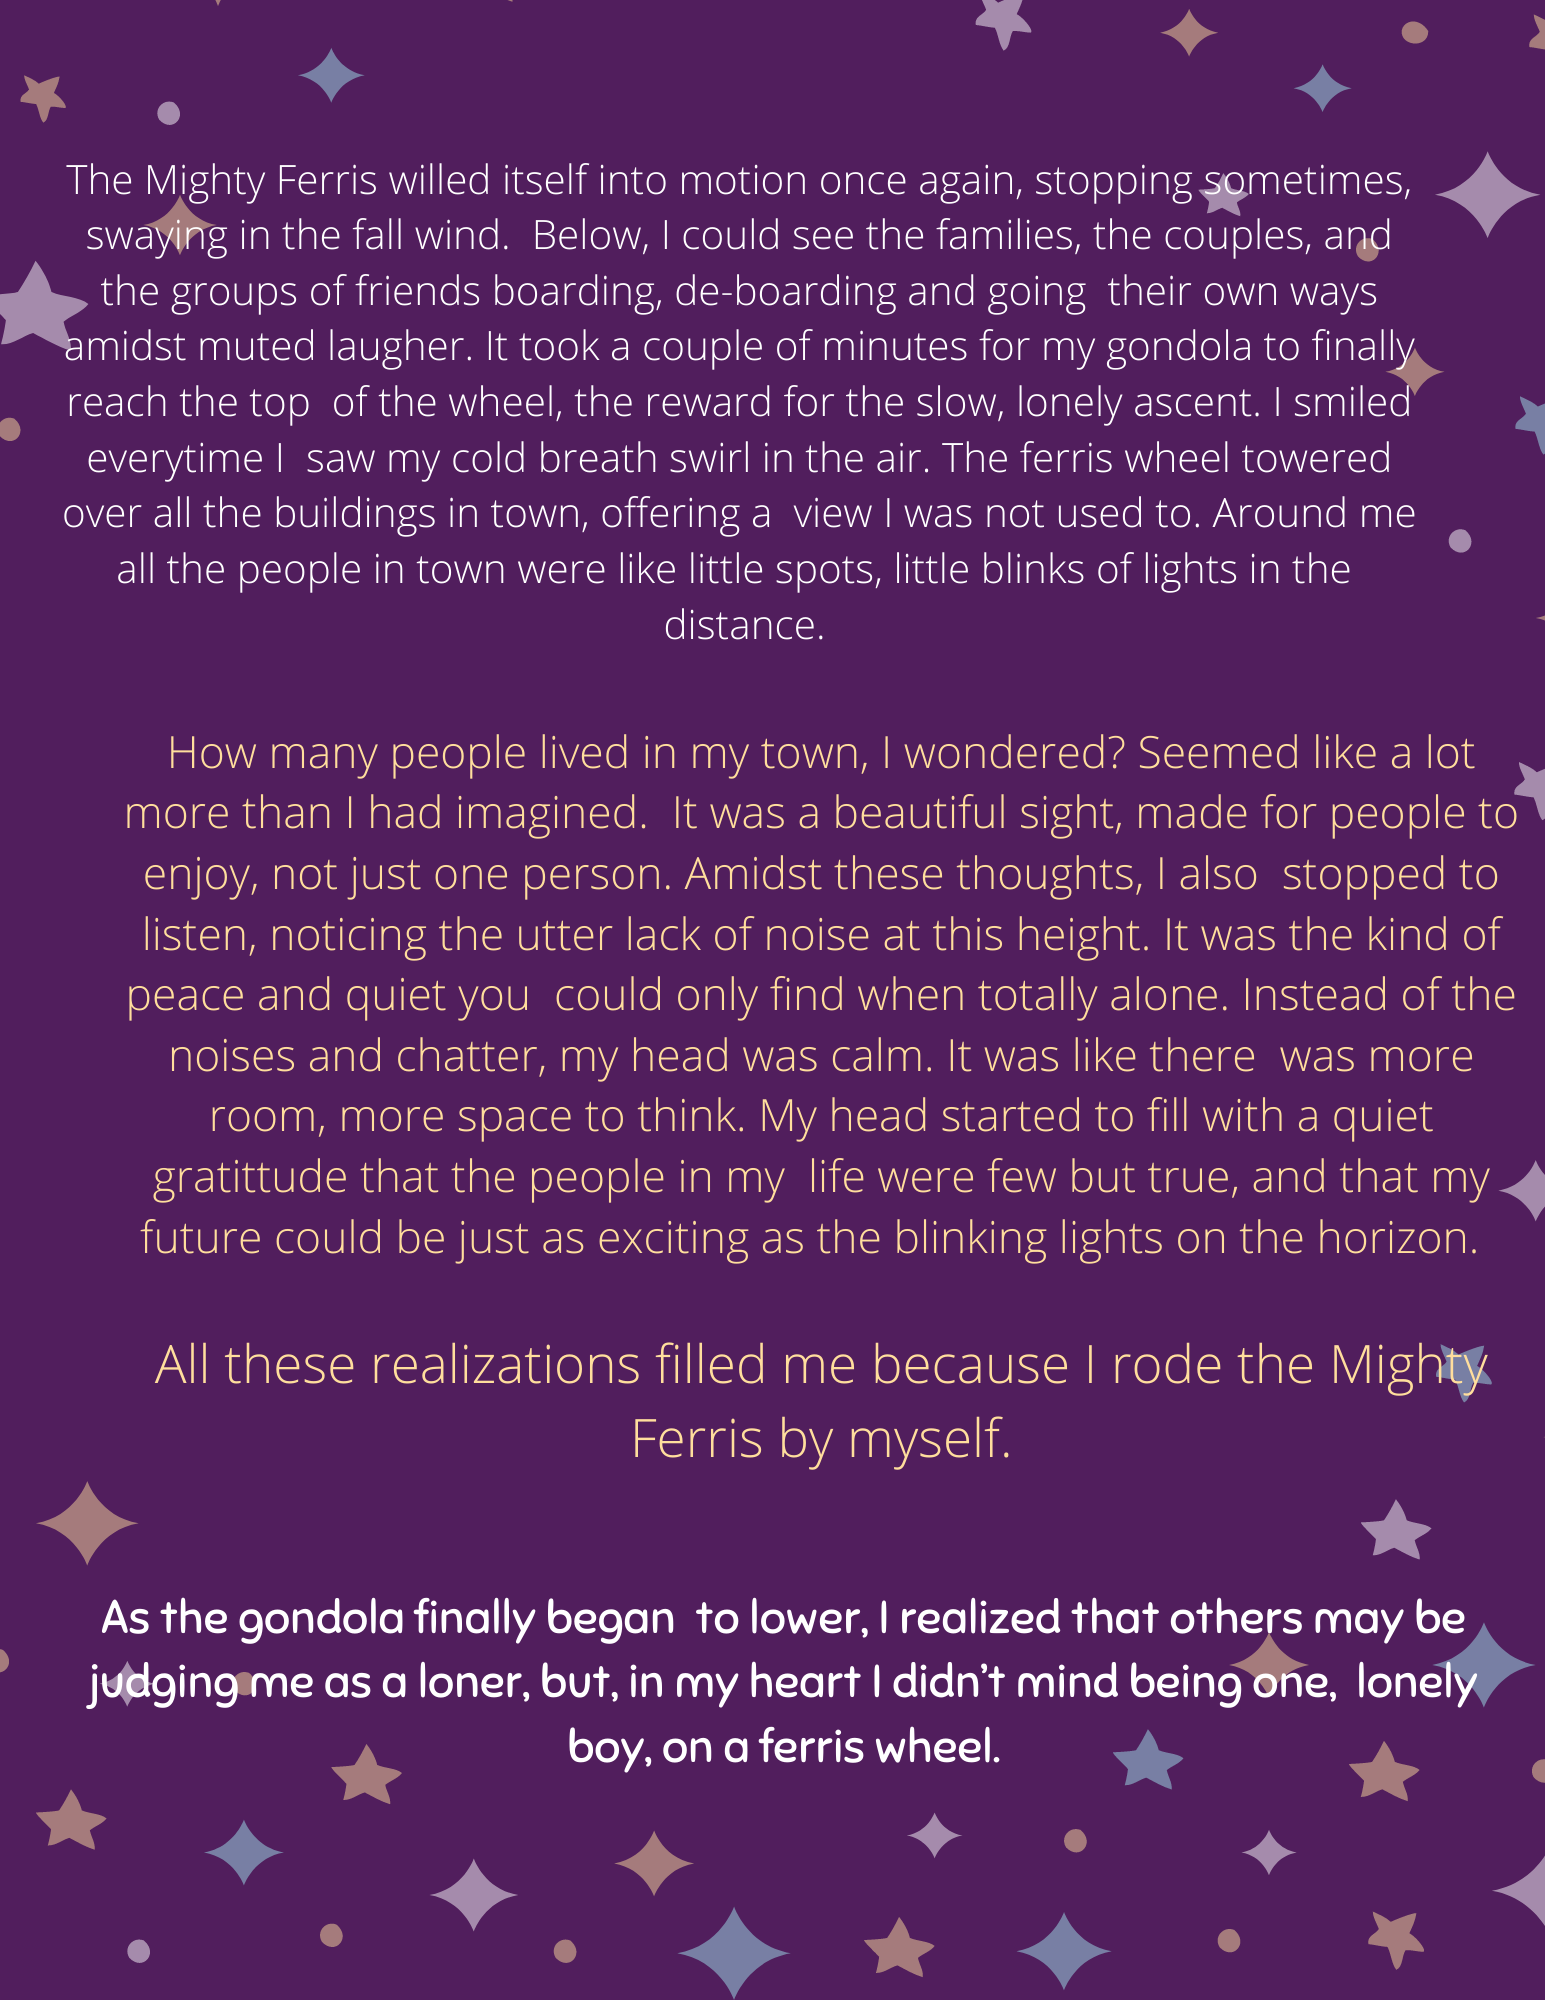 The Mighty Ferris willed itself into motion once again, stopping sometimes,
swaying in the fall wind.  Below, I could see the families, the couples, and
the groups of friends boarding, de-boarding and going  their own ways
amidst muted laugher. It took a couple of minutes for my gondola to finally
reach the top  of the wheel, the reward for the slow, lonely ascent. I smiled
everytime I  saw my cold breath swirl in the air. The ferris wheel towered
over all the buildings in town, offering a  view I was not used to. Around me
all the people in town were like little spots, little blinks of lights in the
distance.
How many people lived in my town, I wondered? Seemed like a lot
more than I had imagined.  It was a beautiful sight, made for people to
enjoy, not just one person. Amidst these thoughts, I also  stopped to
listen, noticing the utter lack of noise at this height. It was the kind of
peace and quiet you  could only find when totally alone. Instead of the
noises and chatter, my head was calm. It was like there  was more
room, more space to think. My head started to fill with a quiet
gratittude that the people in my  life were few but true, and that my
future could be just as exciting as the blinking lights on the horizon.
All these realizations filled me because I rode the Mighty
Ferris by myself.
As the gondola finally began  to lower, I realized that others may be
judging me as a loner, but, in my heart I didn't mind being one,  lonely
boy, on a ferris wheel.